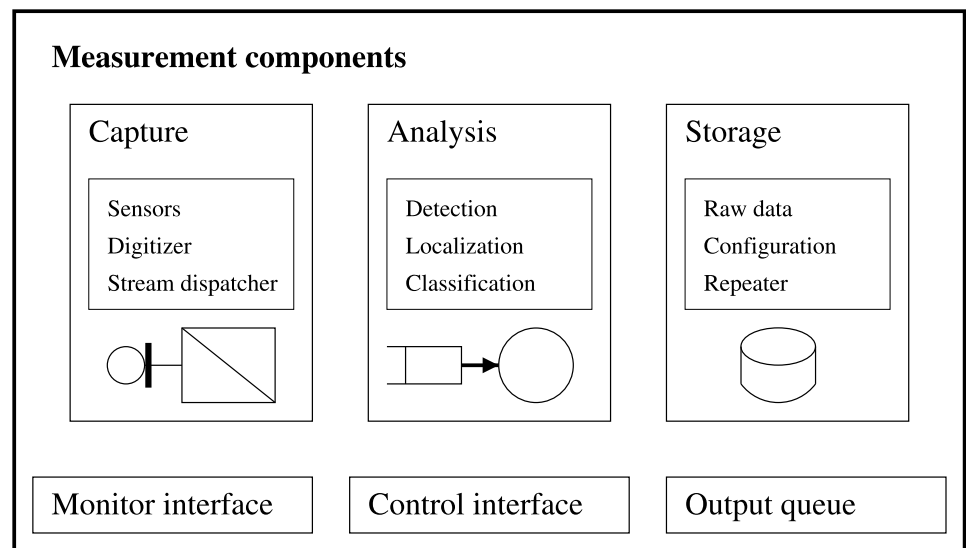 Measurement components
Capture
Sensors
Digitizer
Stream dispatcher
Analysis
Detection
Localization
Classification
Storage
Raw data
Configuration
Repeater
Monitor interface
Control interface
Output queue